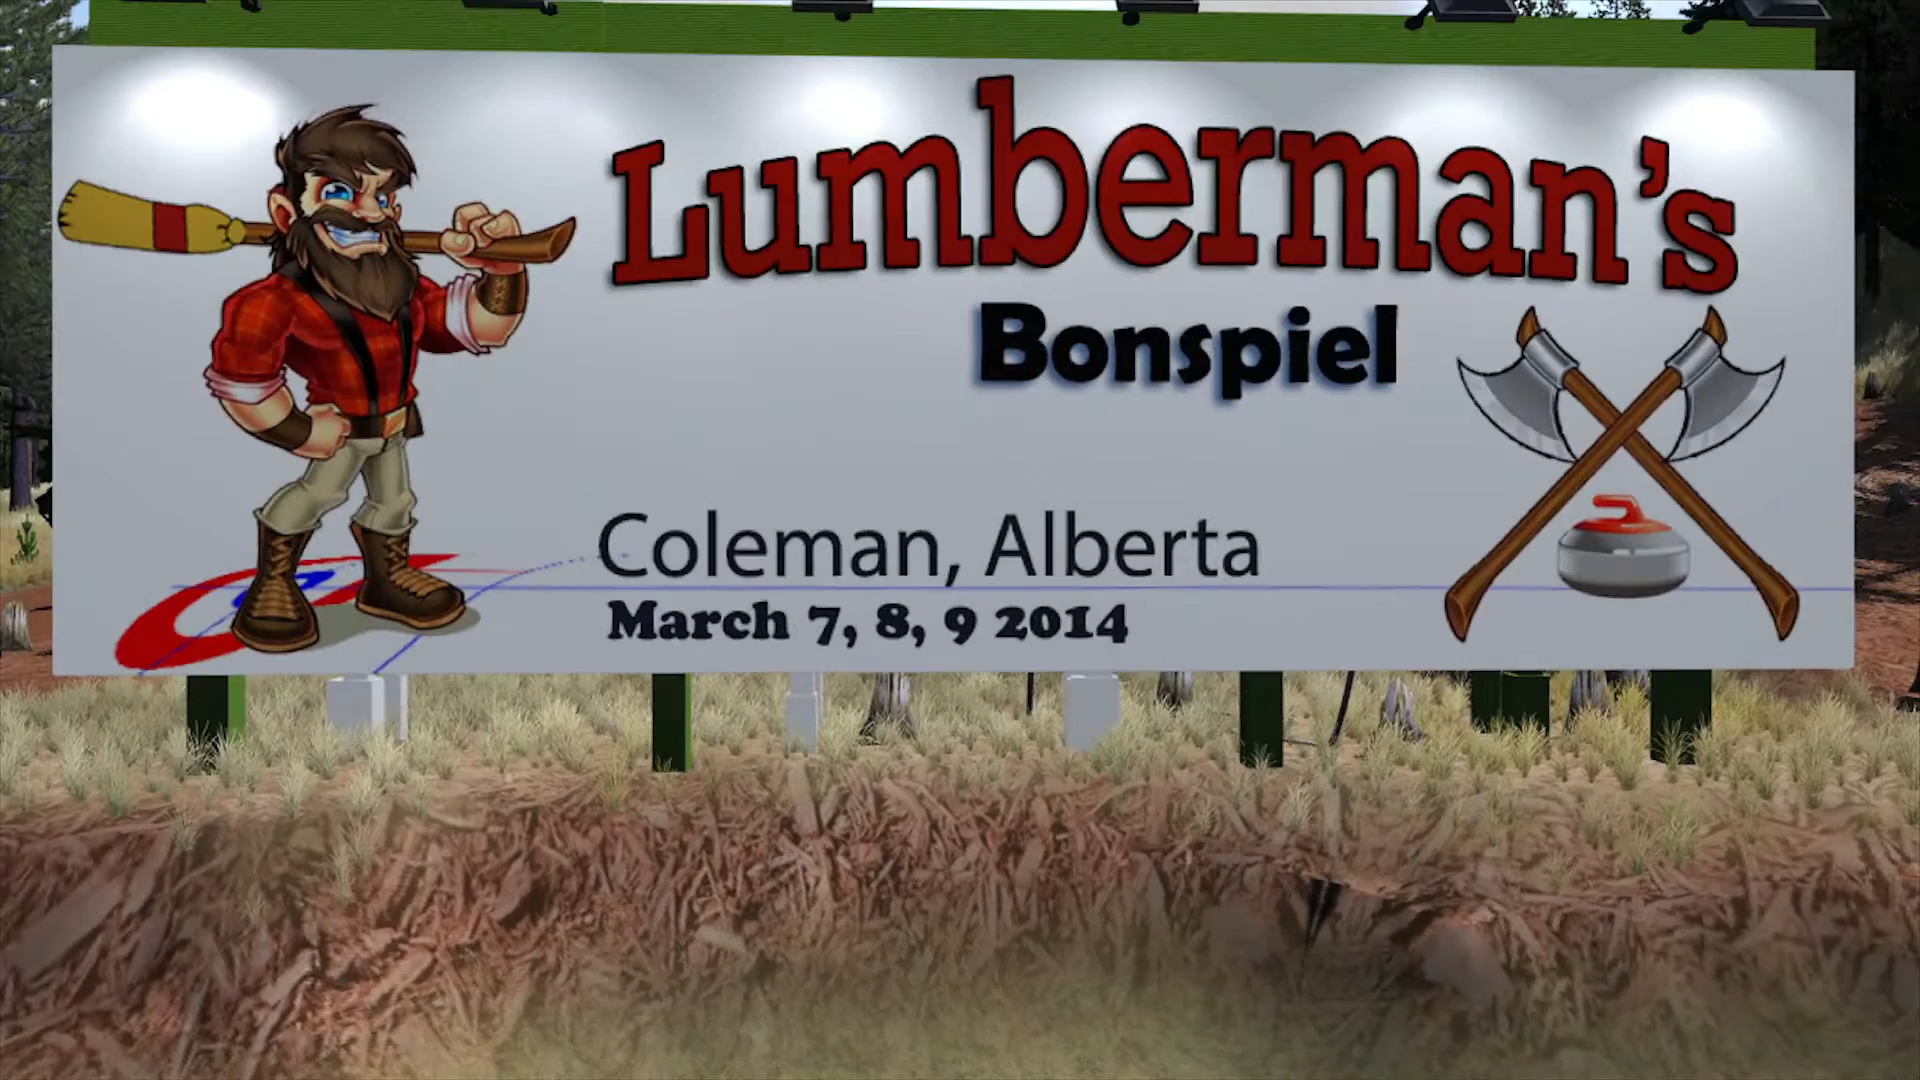 Lumberman's
Bonspiel
Coleman, Alberta
March 7, 8, 9 2014